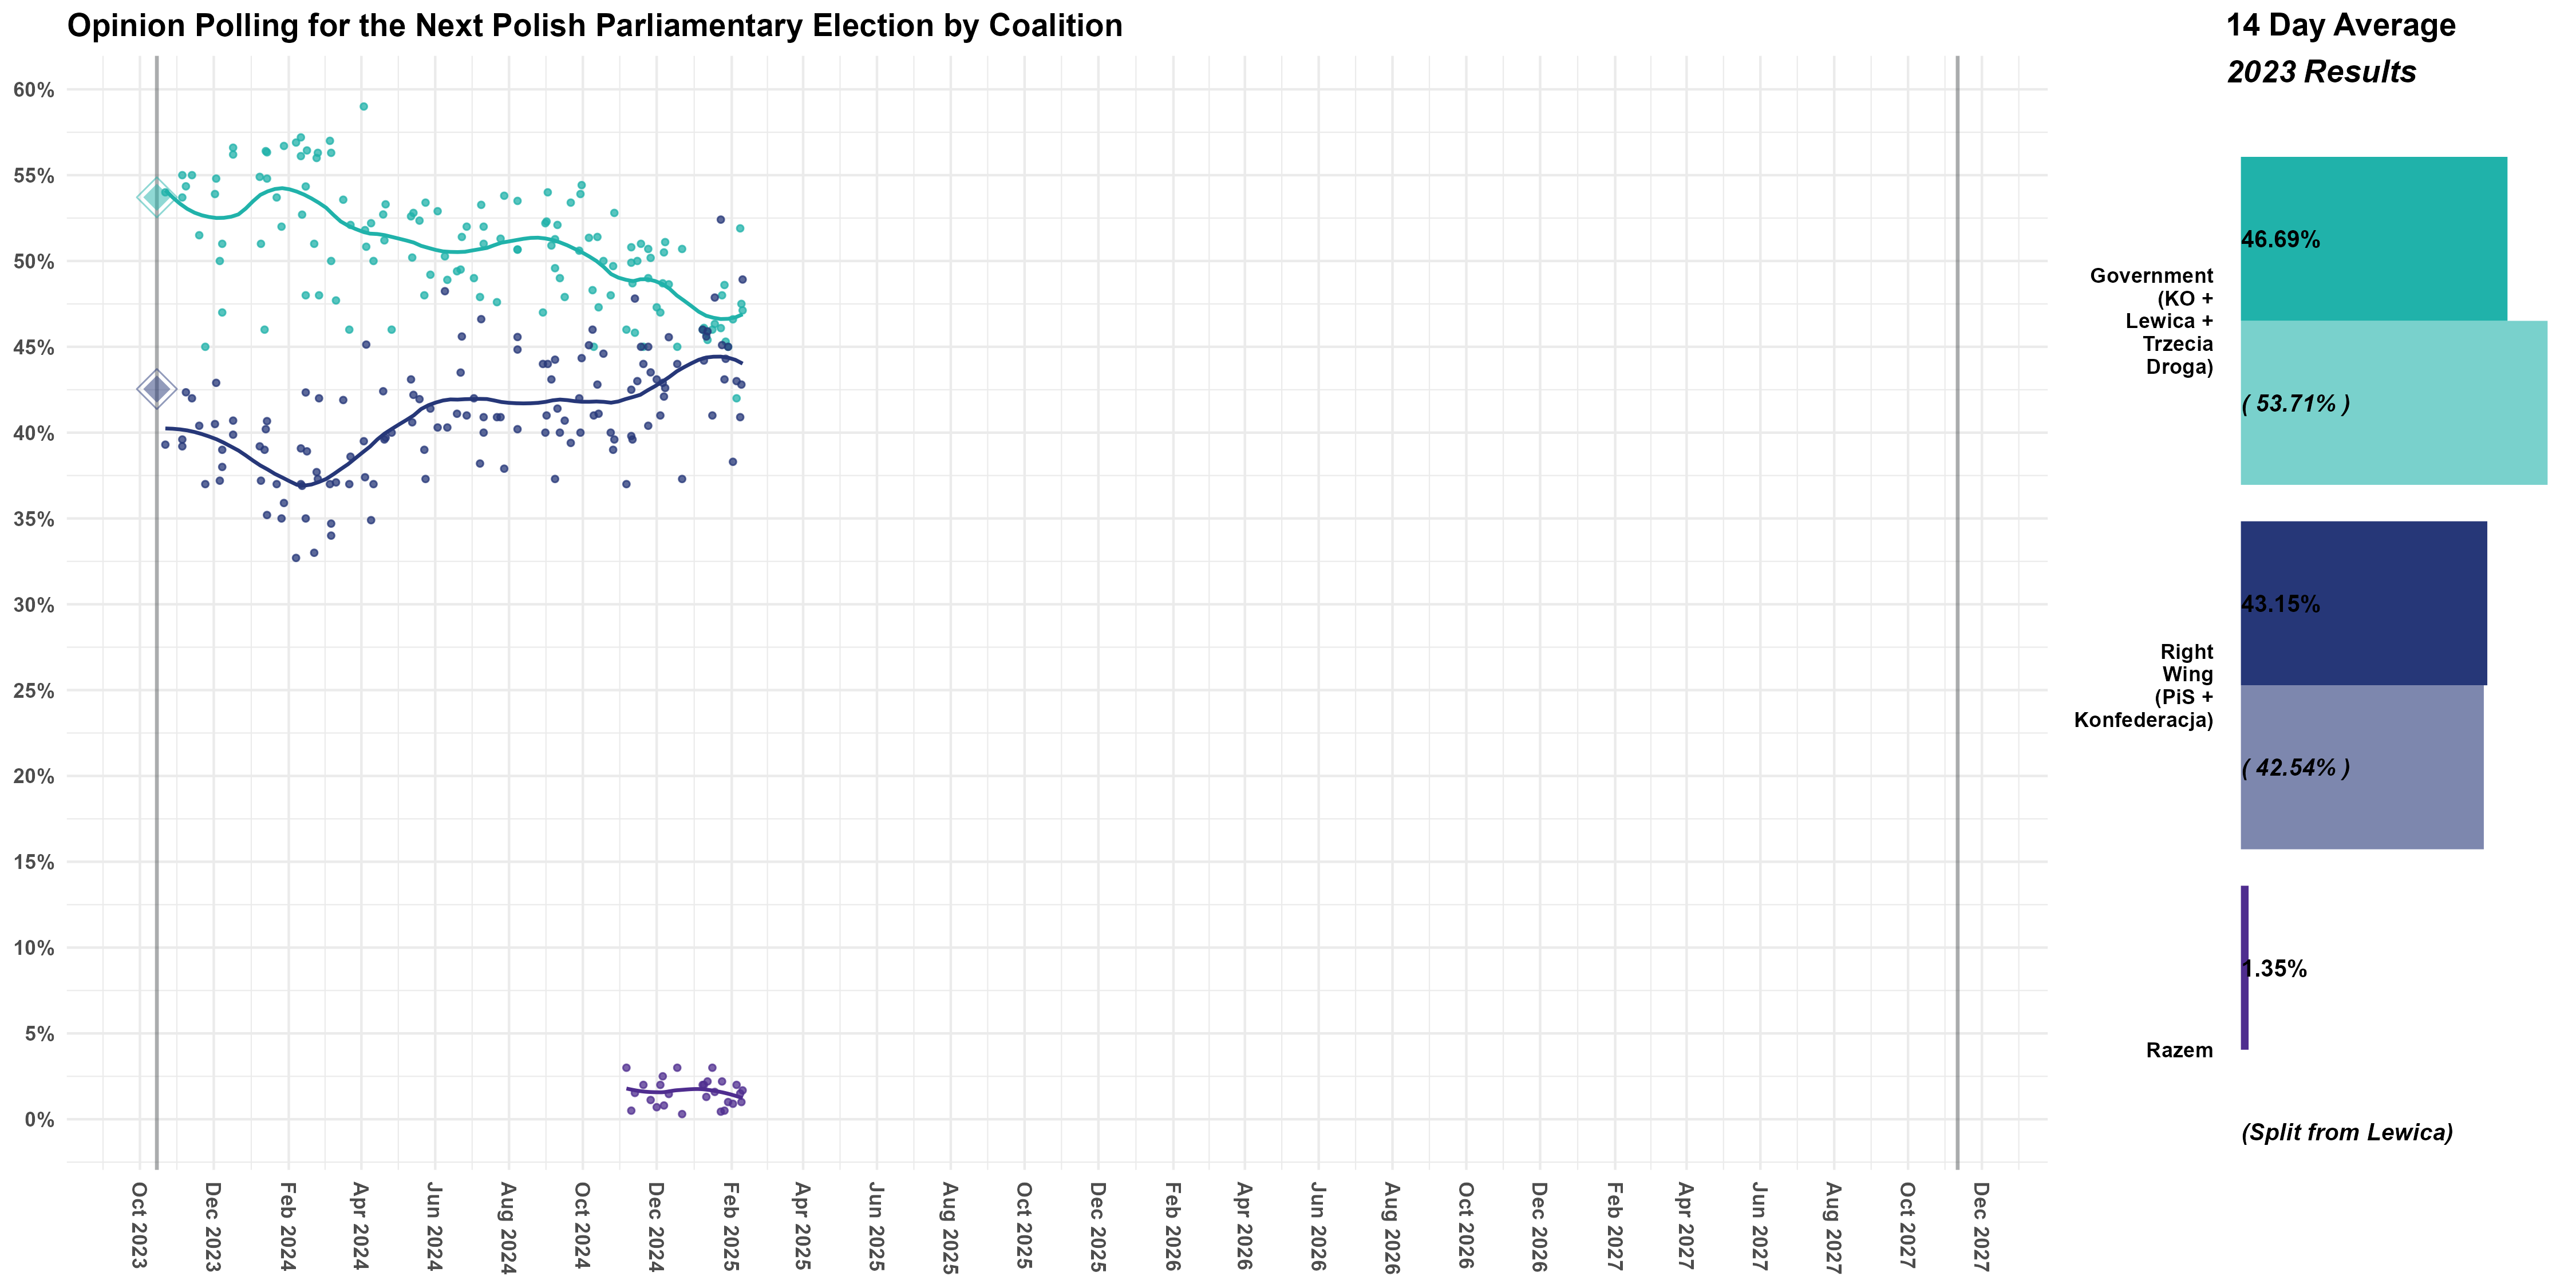 Opinion Polling for the Next Polish Parliamentary Election by Coalition
14 Day Average
2023 Results
60%
55%
50%
45%
40%
35%
30%
25%
20%
15%
10%
5%
0%
Oct 2023
Dec 2023
Feb 2024
Apr 2024
Jun 2024
Aug 2024
Oct 2024
Dec 2024
Feb 2025
Apr 2025
Jun 2025
Aug 2025
Oct 2025
Dec 2025
Feb 2026
Apr 2026
Jun 2026
Aug 2026
Oct 2026
Dec 2026
Feb 2027
Apr 2027
Jun 2027
Aug 2027
Oct 2027
Dec 2027
Government
(KO +
Lewica +
Trzecia
Droga)
46.69%
( 53.71% )
Right
Wing
(PiS +
Konfederacja)
43.15%
( 42.54% )
Razem
1.35%
(Split from Lewica)